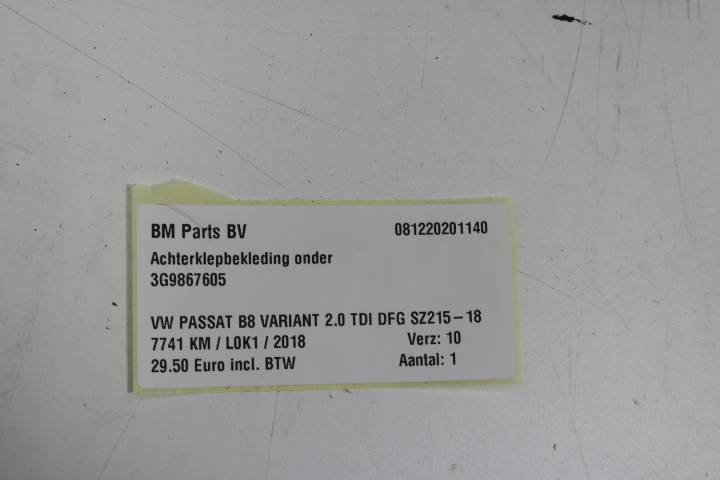 BM Parts BV 081220201140
Achterklepbekleding onder
3G9867605
VW PASSAT B8 VARIANT 2.0 TDI DFG SZ215-18
7741 KM / L0K1 / 2018 Verz: 10
29.50 Euro incl. BTW Aantal: 1